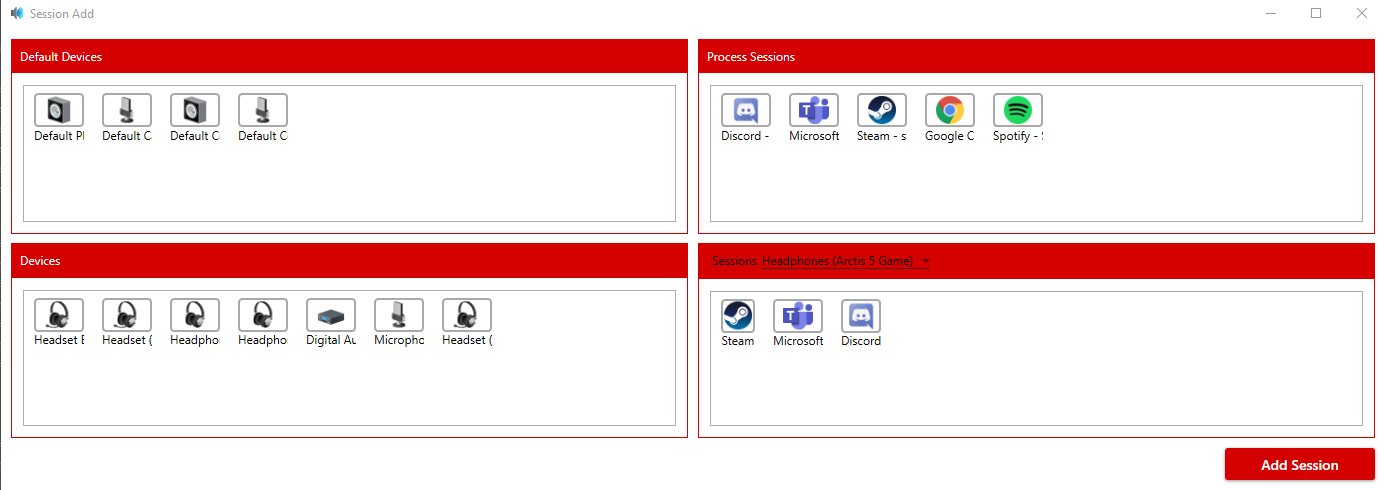 Session Add
Default Devices
Default Pl
Default C
Default C
Default C
Process Sessions
Discord -
Microsoft
Steam - s
Google C
Spotify - S
Devices
Headset E
Headset (
Headpho
Headpho
Digital Au
Micropho
Headset (
Sessions Headphones (Arctis 5 Game)
Steam
Microsoft
Discord
Add Session